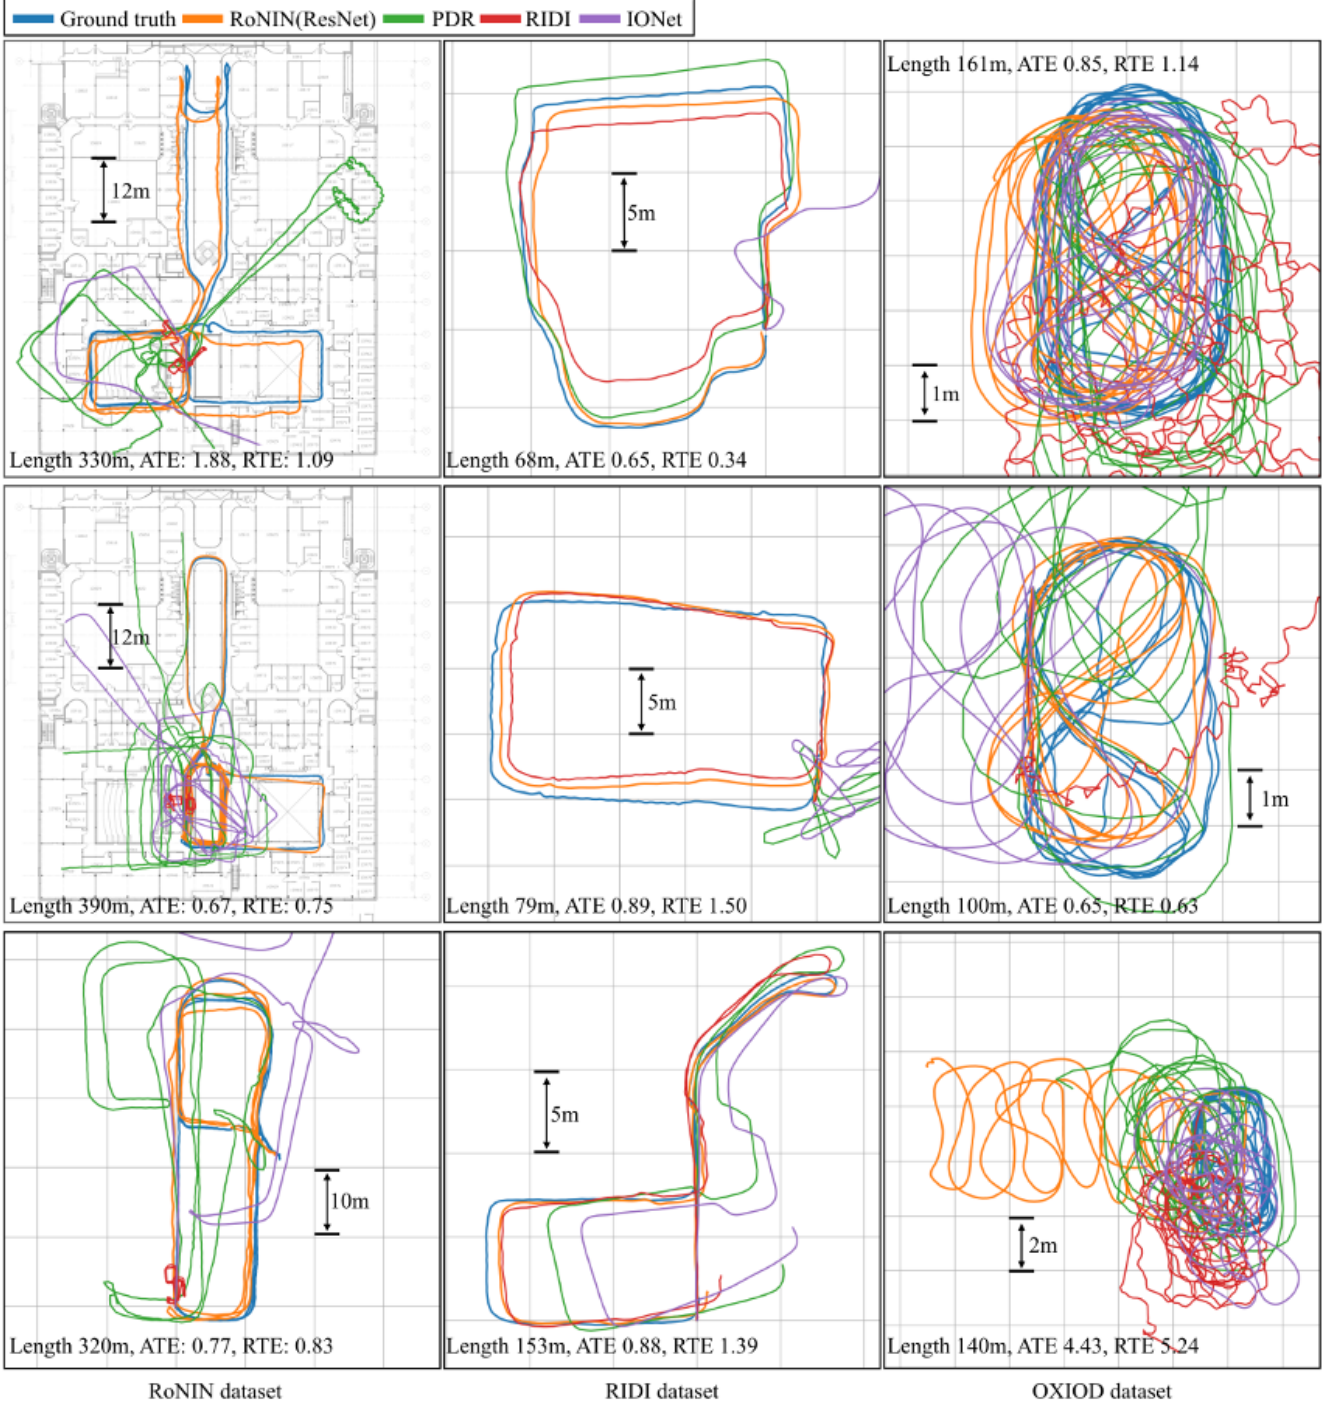 Ground truth RoNIN(ResNet) PDR RIDI IONet
12m
Length 330m, ATE: 1.88, RTE: 1.09
5m
Length 68m, ATE 0.65, RTE 0.34
Length 161m, ATE 0.85, RTE 1.14
1m
12m
Length 390m, ATE: 0.67, RTE: 0.75
5m
Length 79m, ATE 0.89, RTE 1.50
1m
Length 100m, ATE 0.65, RTE 0.63
10m
Length 320m, ATE: 0.77, RTE: 0.83
5m
Length 153m, ATE 0.88, RTE 1.39
2m
Length 140m, ATE 4.43, RTE 5.24
RoNIN dataset
RIDI dataset
OXIOD dataset